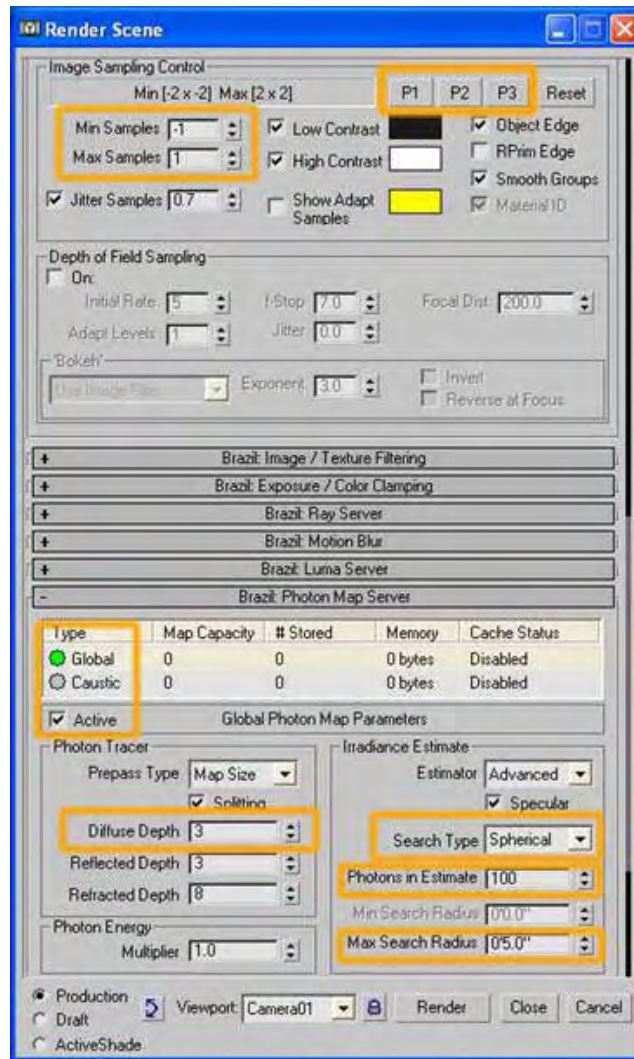 Render Scene
Image Sampling Control
Min [-2 x -2] Max [2 x 2] P1 P2 P3 Reset
Min Samples -1 Low Contrast Object Edge
Max Samples 1 High Contrast RPrim Edge
Smooth Groups
Jitter Samples 0.7 Show Adapt Samples Material ID
Depth of Field Sampling
On:
Initial Rate 5 f-Stop 7.0 Focal Dist 200.0
Adapt Levels 1 Jitter 0.0
'Bokeh'
Use Image Filter Exponent 3.0 Invert
Reverse at Focus
+ Brazil: Image / Texture Filtering
+ Brazil: Exposure / Color Clamping
+ Brazil: Ray Server
+ Brazil: Motion Blur
+ Brazil: Luma Server
- Brazil: Photon Map Server
Type Map Capacity # Stored Memory Cache Status
Global 0 0 0 bytes Disabled
Caustic 0 0 0 bytes Disabled
Active Global Photon Map Parameters
Photon Tracer Irradiance Estimate
Prepass Type Map Size Estimator Advanced
Splitting Specular
Diffuse Depth 3 Search Type Spherical
Reflected Depth 3 Photons in Estimate 100
Refracted Depth 8 Min Search Radius 0'0.0"
Photon Energy
Multiplier 1.0 Max Search Radius 0'5.0"
Production
Draft Viewport: Camera01 Render Close Cancel
ActiveShade